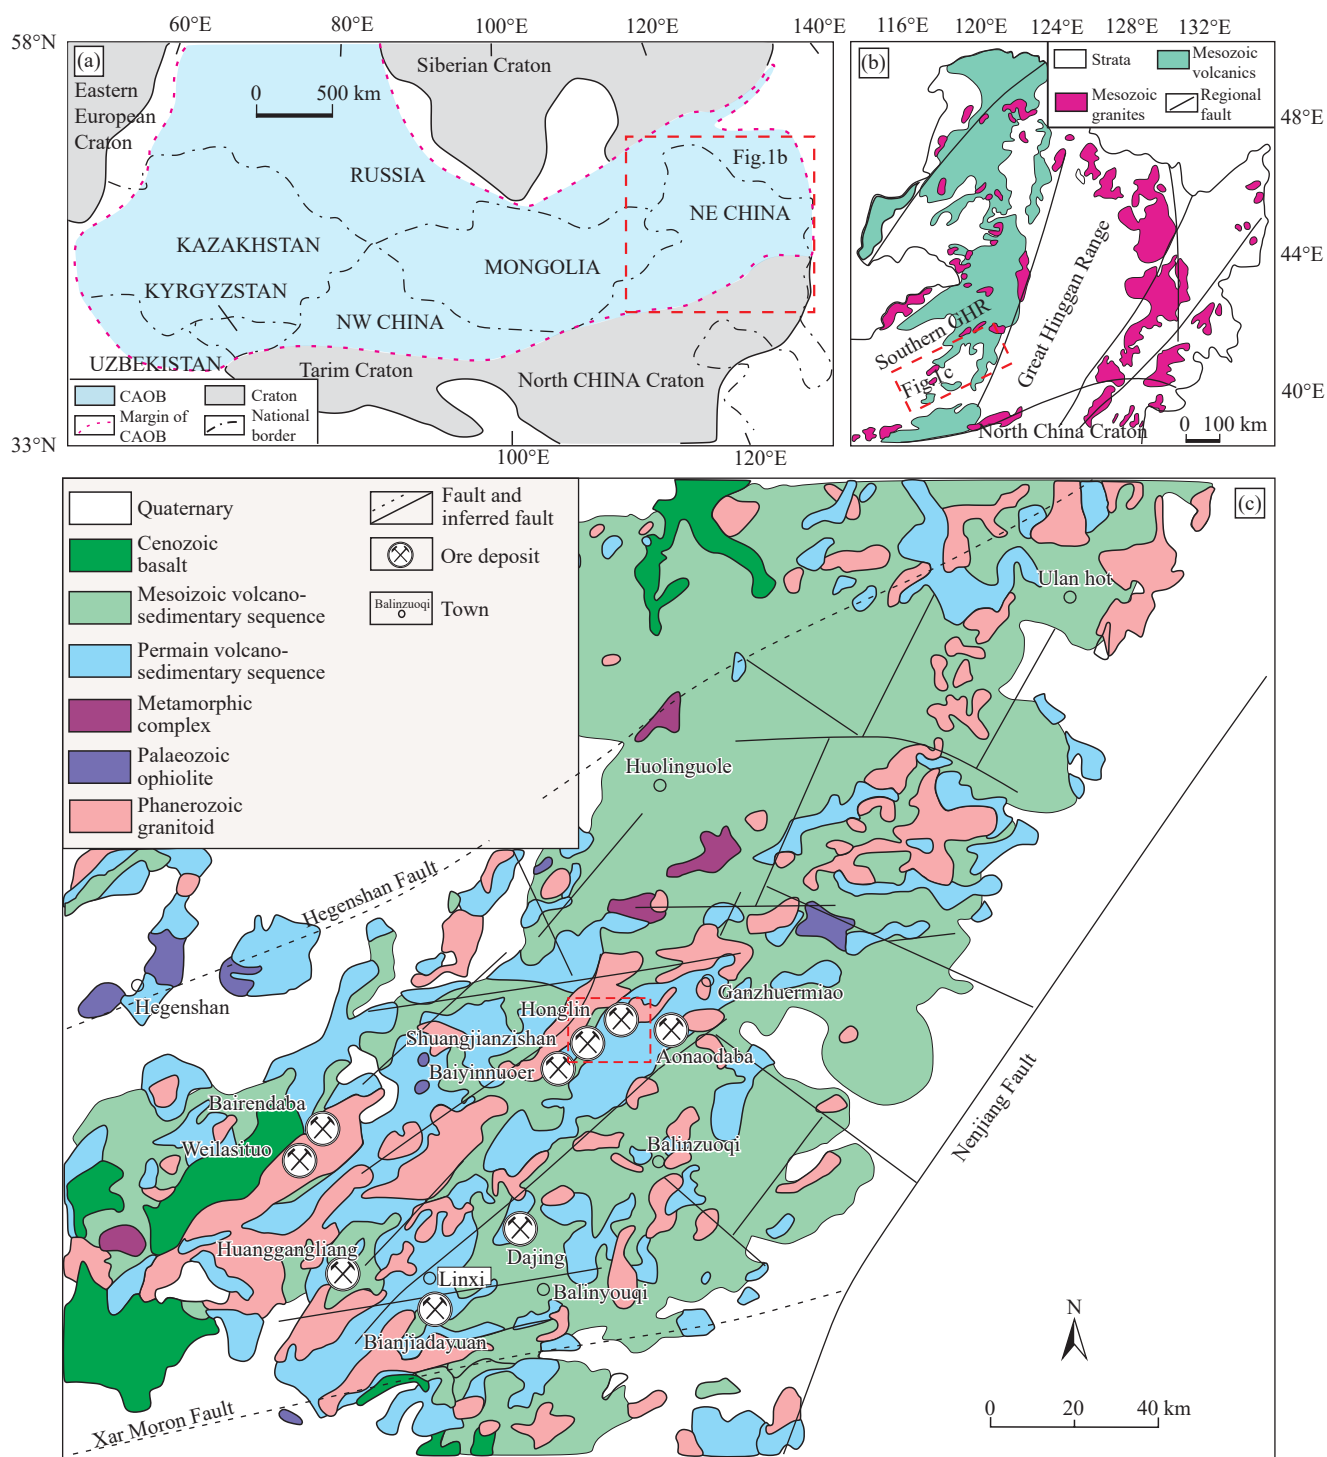 60°E
80°E
100°E
120°E
140°E
58°N
(a)
Siberian Craton
Eastern
European
Craton
0
500 km
Fig.1b
RUSSIA
NE CHINA
KAZAKHSTAN
MONGOLIA
KYRGYZSTAN
NW CHINA
UZBEKISTAN
Tarim Craton
North CHINA Craton
CAOB
Craton
Margin of
CAOB
National
border
33°N
100°E
120°E
116°E
120°E
124°E
128°E
132°E
(b)
Strata
Mesozoic
volcanics
Mesozoic
granites
Regional
fault
48°E
44°E
40°E
Great Hinggan Range
Southern GHR
Fig.1c
North China Craton
0
100 km
(c)
Quaternary
Cenozoic
basalt
Mesoizoic volcano-
sedimentary sequence
Permain volcano-
sedimentary sequence
Metamorphic
complex
Palaeozoic
ophiolite
Phanerozoic
granitoid
Fault and
inferred fault
Ore deposit
Balinzuoqi
Town
Ulan hot
Huolinguole
Hegenshan Fault
Hegenshan
Ganzhuermiao
Honglin
Shuangjianzishan
Aonaodaba
Baiyinnuoer
Nenjiang Fault
Bairendaba
Weilasituo
Balinzuoqi
Huanggangliang
Dajing
Linxi
Balinyouqi
Bianjiadayuan
Xar Moron Fault
N
0
20
40 km